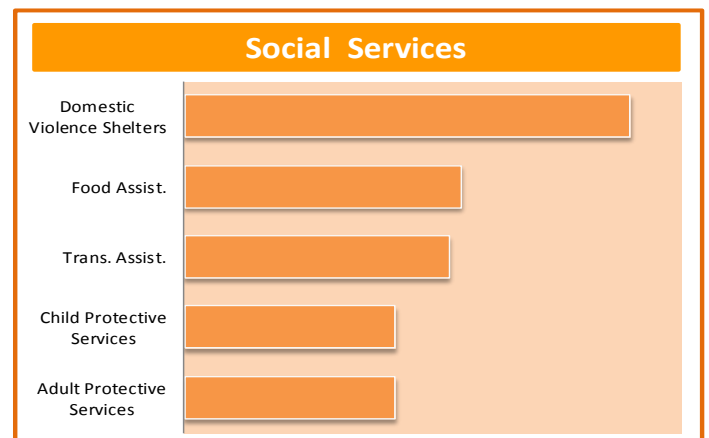 Social Services
Domestic
Violence Shelters
Food Assist.
Trans. Assist.
Child Protective
Services
Adult Protective
Services